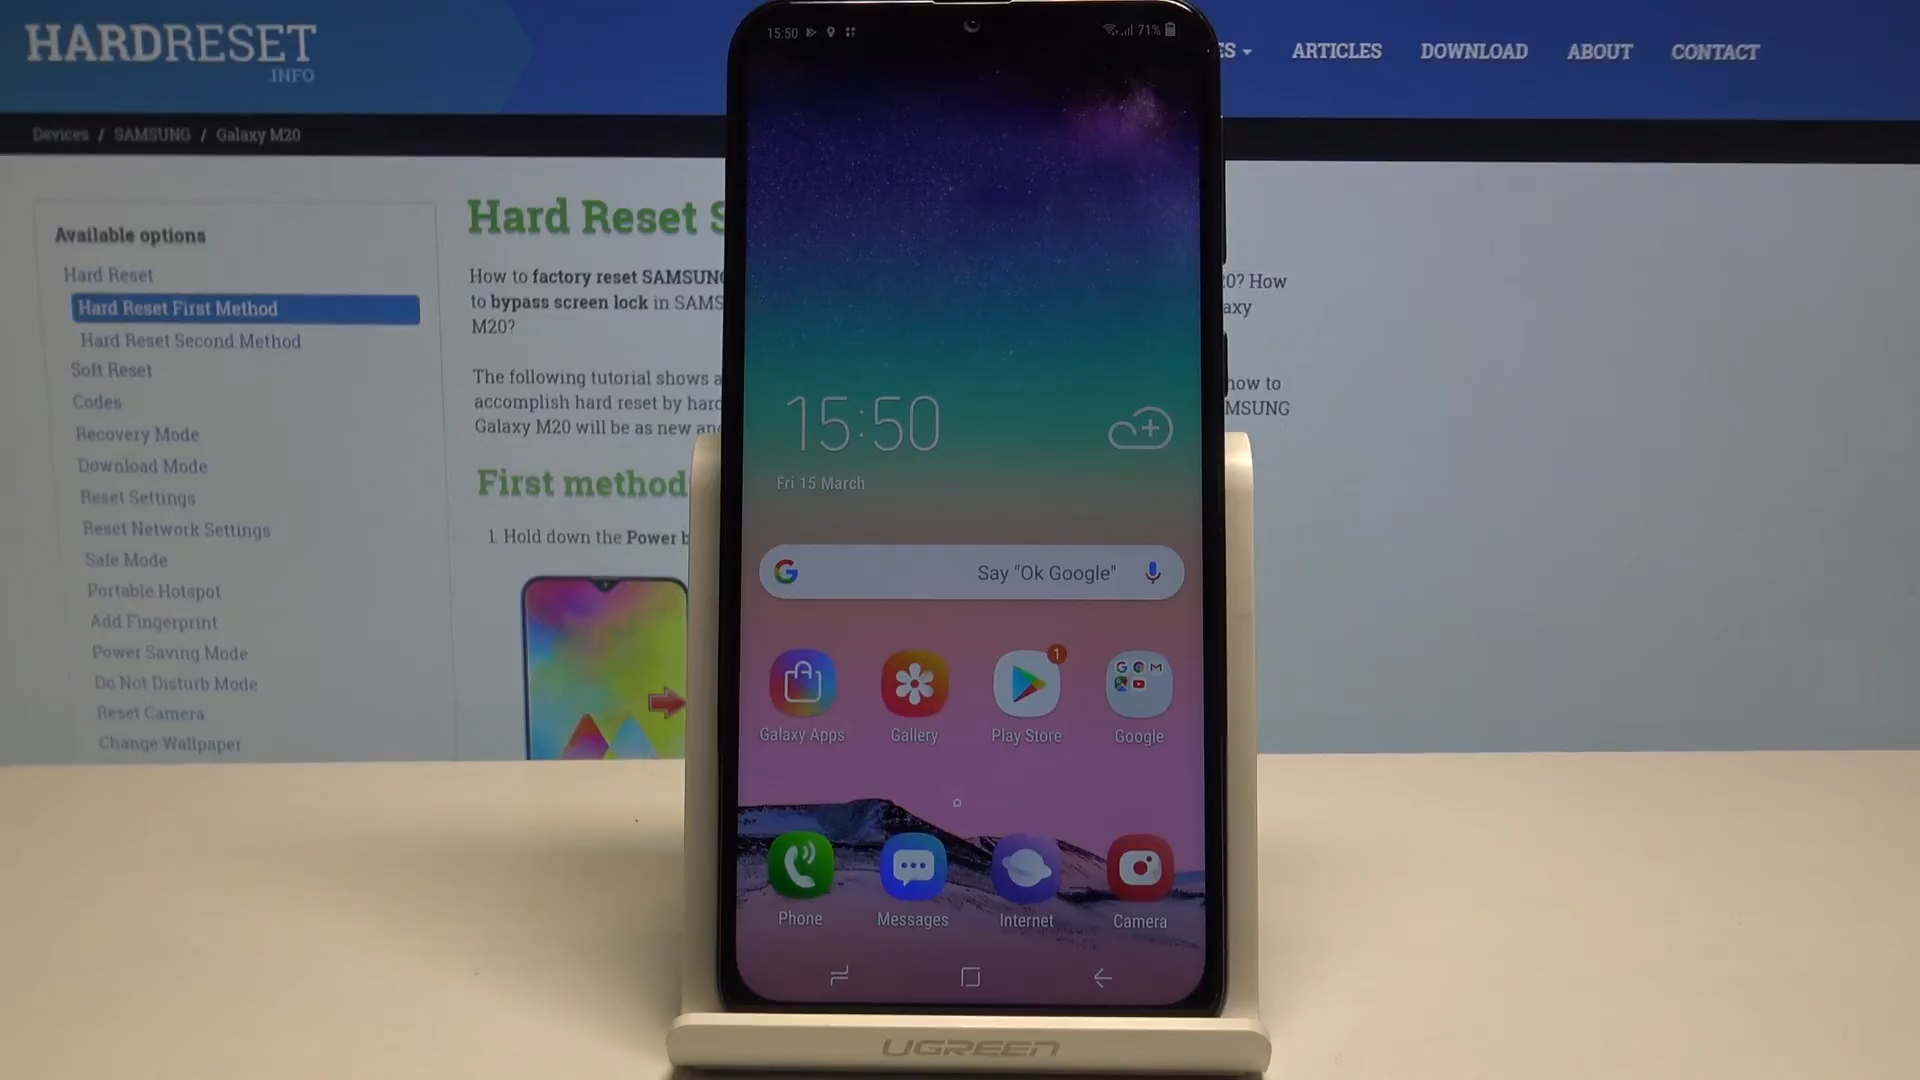 HARDRESET
.INFO
ARTICLES
DOWNLOAD
ABOUT
CONTACT
Devices / SAMSUNG / Galaxy M20
Available options
Hard Reset
Hard Reset First Method
Hard Reset Second Method
Soft Reset
Codes
Recovery Mode
Download Mode
Reset Settings
Reset Network Settings
Safe Mode
Portable Hotspot
Add Fingerprint
Power Saving Mode
Do Not Disturb Mode
Reset Camera
Change Wallpaper
Hard Reset
How to factory reset SAMSUN
0? How
to bypass screen lock in SAMS
axy
M20?
The following tutorial shows a
how to
accomplish hard reset by hard
MSUNG
Galaxy M20 will be as new an
First method
1. Hold down the Power b
15:50
71%
15:50
Fri 15 March
Say "Ok Google"
1
Galaxy Apps
Gallery
Play Store
Google
Phone
Messages
Internet
Camera
UGREEN